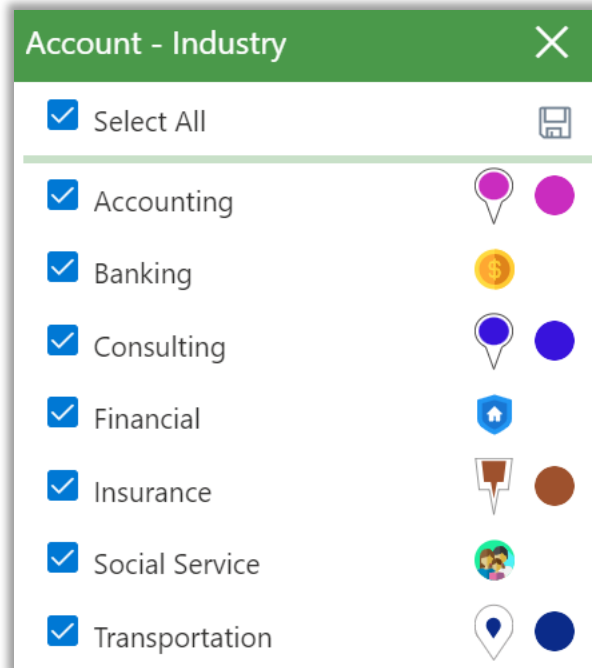 Account - Industry
Select All
Accounting
Banking
$
Consulting
Financial
Insurance
Social Service
Transportation